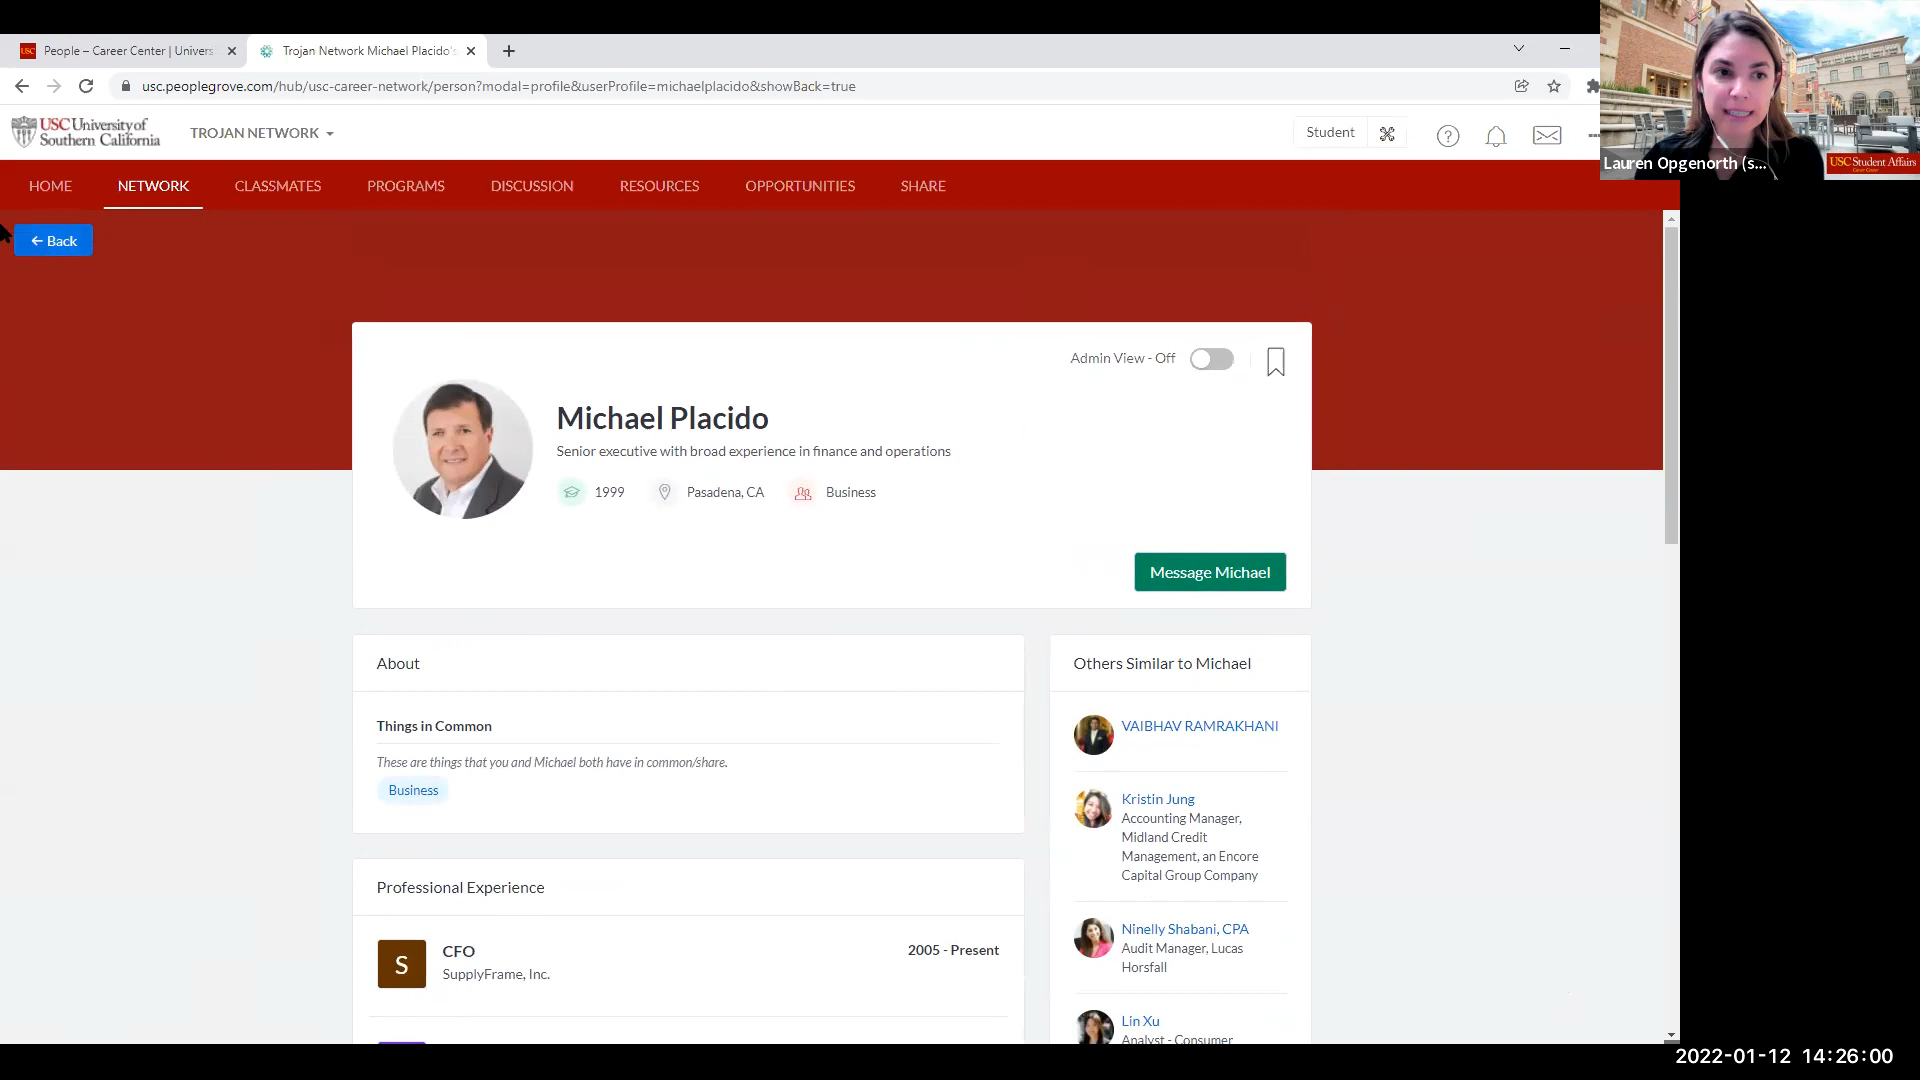 People – Career Center | Univers
Trojan Network Michael Placido's
usc.peoplegrove.com/hub/usc-career-network/person?modal=profile&userProfile=michaelplacido&showBack=true
USC University of
Southern California
TROJAN NETWORK
Student
Lauren Opgenorth (s...
USC Student Affairs
Career Center
HOME
NETWORK
CLASSMATES
PROGRAMS
DISCUSSION
RESOURCES
OPPORTUNITIES
SHARE
Back
Admin View - Off
Michael Placido
Senior executive with broad experience in finance and operations
1999
Pasadena, CA
Business
Message Michael
About
Things in Common
These are things that you and Michael both have in common/share.
Business
Professional Experience
S
CFO
2005 - Present
SupplyFrame, Inc.
Others Similar to Michael
VAIBHAV RAMRAKHANI
Kristin Jung
Accounting Manager,
Midland Credit
Management, an Encore
Capital Group Company
Ninelly Shabani, CPA
Audit Manager, Lucas
Horsfall
Lin Xu
Analyst - Consumer
2022-01-12 14:26:00